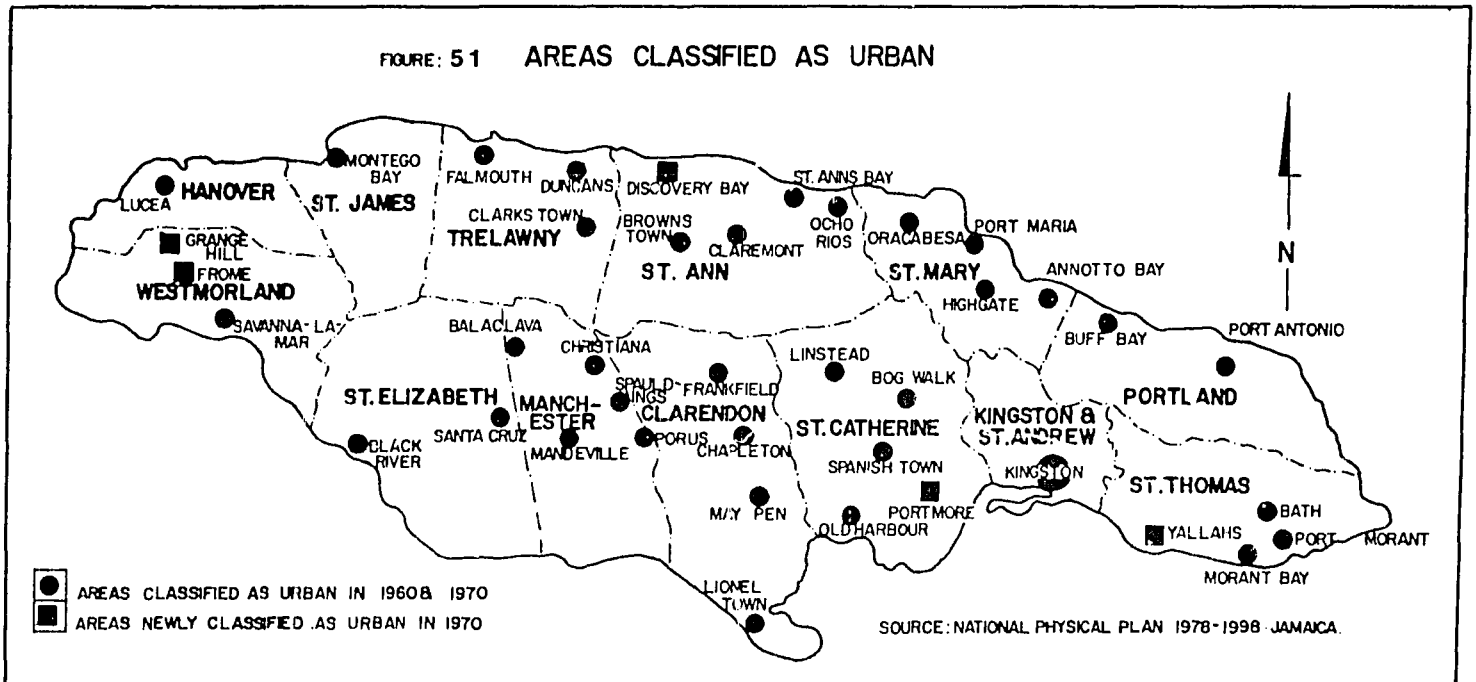 FIGURE: 51 AREAS CLASSIFIED AS URBAN
MONTEGO
BAY
LUCEA
HANOVER
ST. JAMES
FALMOUTH
DUNCANS
CLARKS TOWN
TRELAWNY
DISCOVERY BAY
BROWNS
TOWN
CLAREMONT
ST. ANN
ST. ANNS BAY
OCHO
RIOS
ORACABESA
PORT MARIA
ST. MARY
HIGHGATE
ANNOTTO BAY
BUFF BAY
PORT ANTONIO
PORTLAND
N
GRANGE
HILL
FROME
WESTMORLAND
SAVANNA-LA-
MAR
BALACLAVA
CHRISTIANA
ST. ELIZABETH
SANTA CRUZ
BLACK
RIVER
MANCH-
ESTER
MANDEVILLE
SPAULD-
INGS
FRANKFIELD
CLARENDON
PORUS
CHAPLETON
MAY PEN
LIONEL
TOWN
LINSTEAD
BOG WALK
ST. CATHERINE
SPANISH TOWN
PORTMORE
OLD HARBOUR
KINGSTON &
ST. ANDREW
KINGSTON
ST. THOMAS
BATH
YALLAHS
PORT MORANT
MORANT BAY
AREAS CLASSIFIED AS URBAN IN 1960& 1970
AREAS NEWLY CLASSIFIED .AS URBAN IN 1970
SOURCE: NATIONAL PHYSICAL PLAN 1978-1998 JAMAICA.